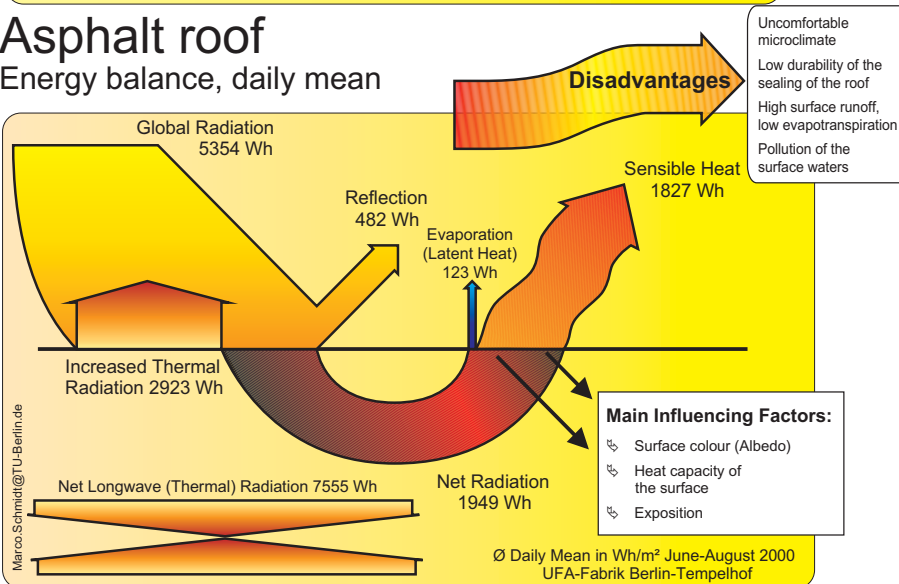 Asphalt roof
Energy balance, daily mean
Disadvantages
Uncomfortable
microclimate
Low durability of the
sealing of the roof
High surface runoff,
low evapotranspiration
Pollution of the
surface waters
Global Radiation
5354 Wh
Reflection
482 Wh
Evaporation
(Latent Heat)
123 Wh
Sensible Heat
1827 Wh
Increased Thermal
Radiation 2923 Wh
Net Radiation
1949 Wh
Main Influencing Factors:
Surface colour (Albedo)
Heat capacity of
the surface
Exposition
Net Longwave (Thermal) Radiation 7555 Wh
Ø Daily Mean in Wh/m² June-August 2000
UFA-Fabrik Berlin-Tempelhof
Marco.Schmidt@TU-Berlin.de